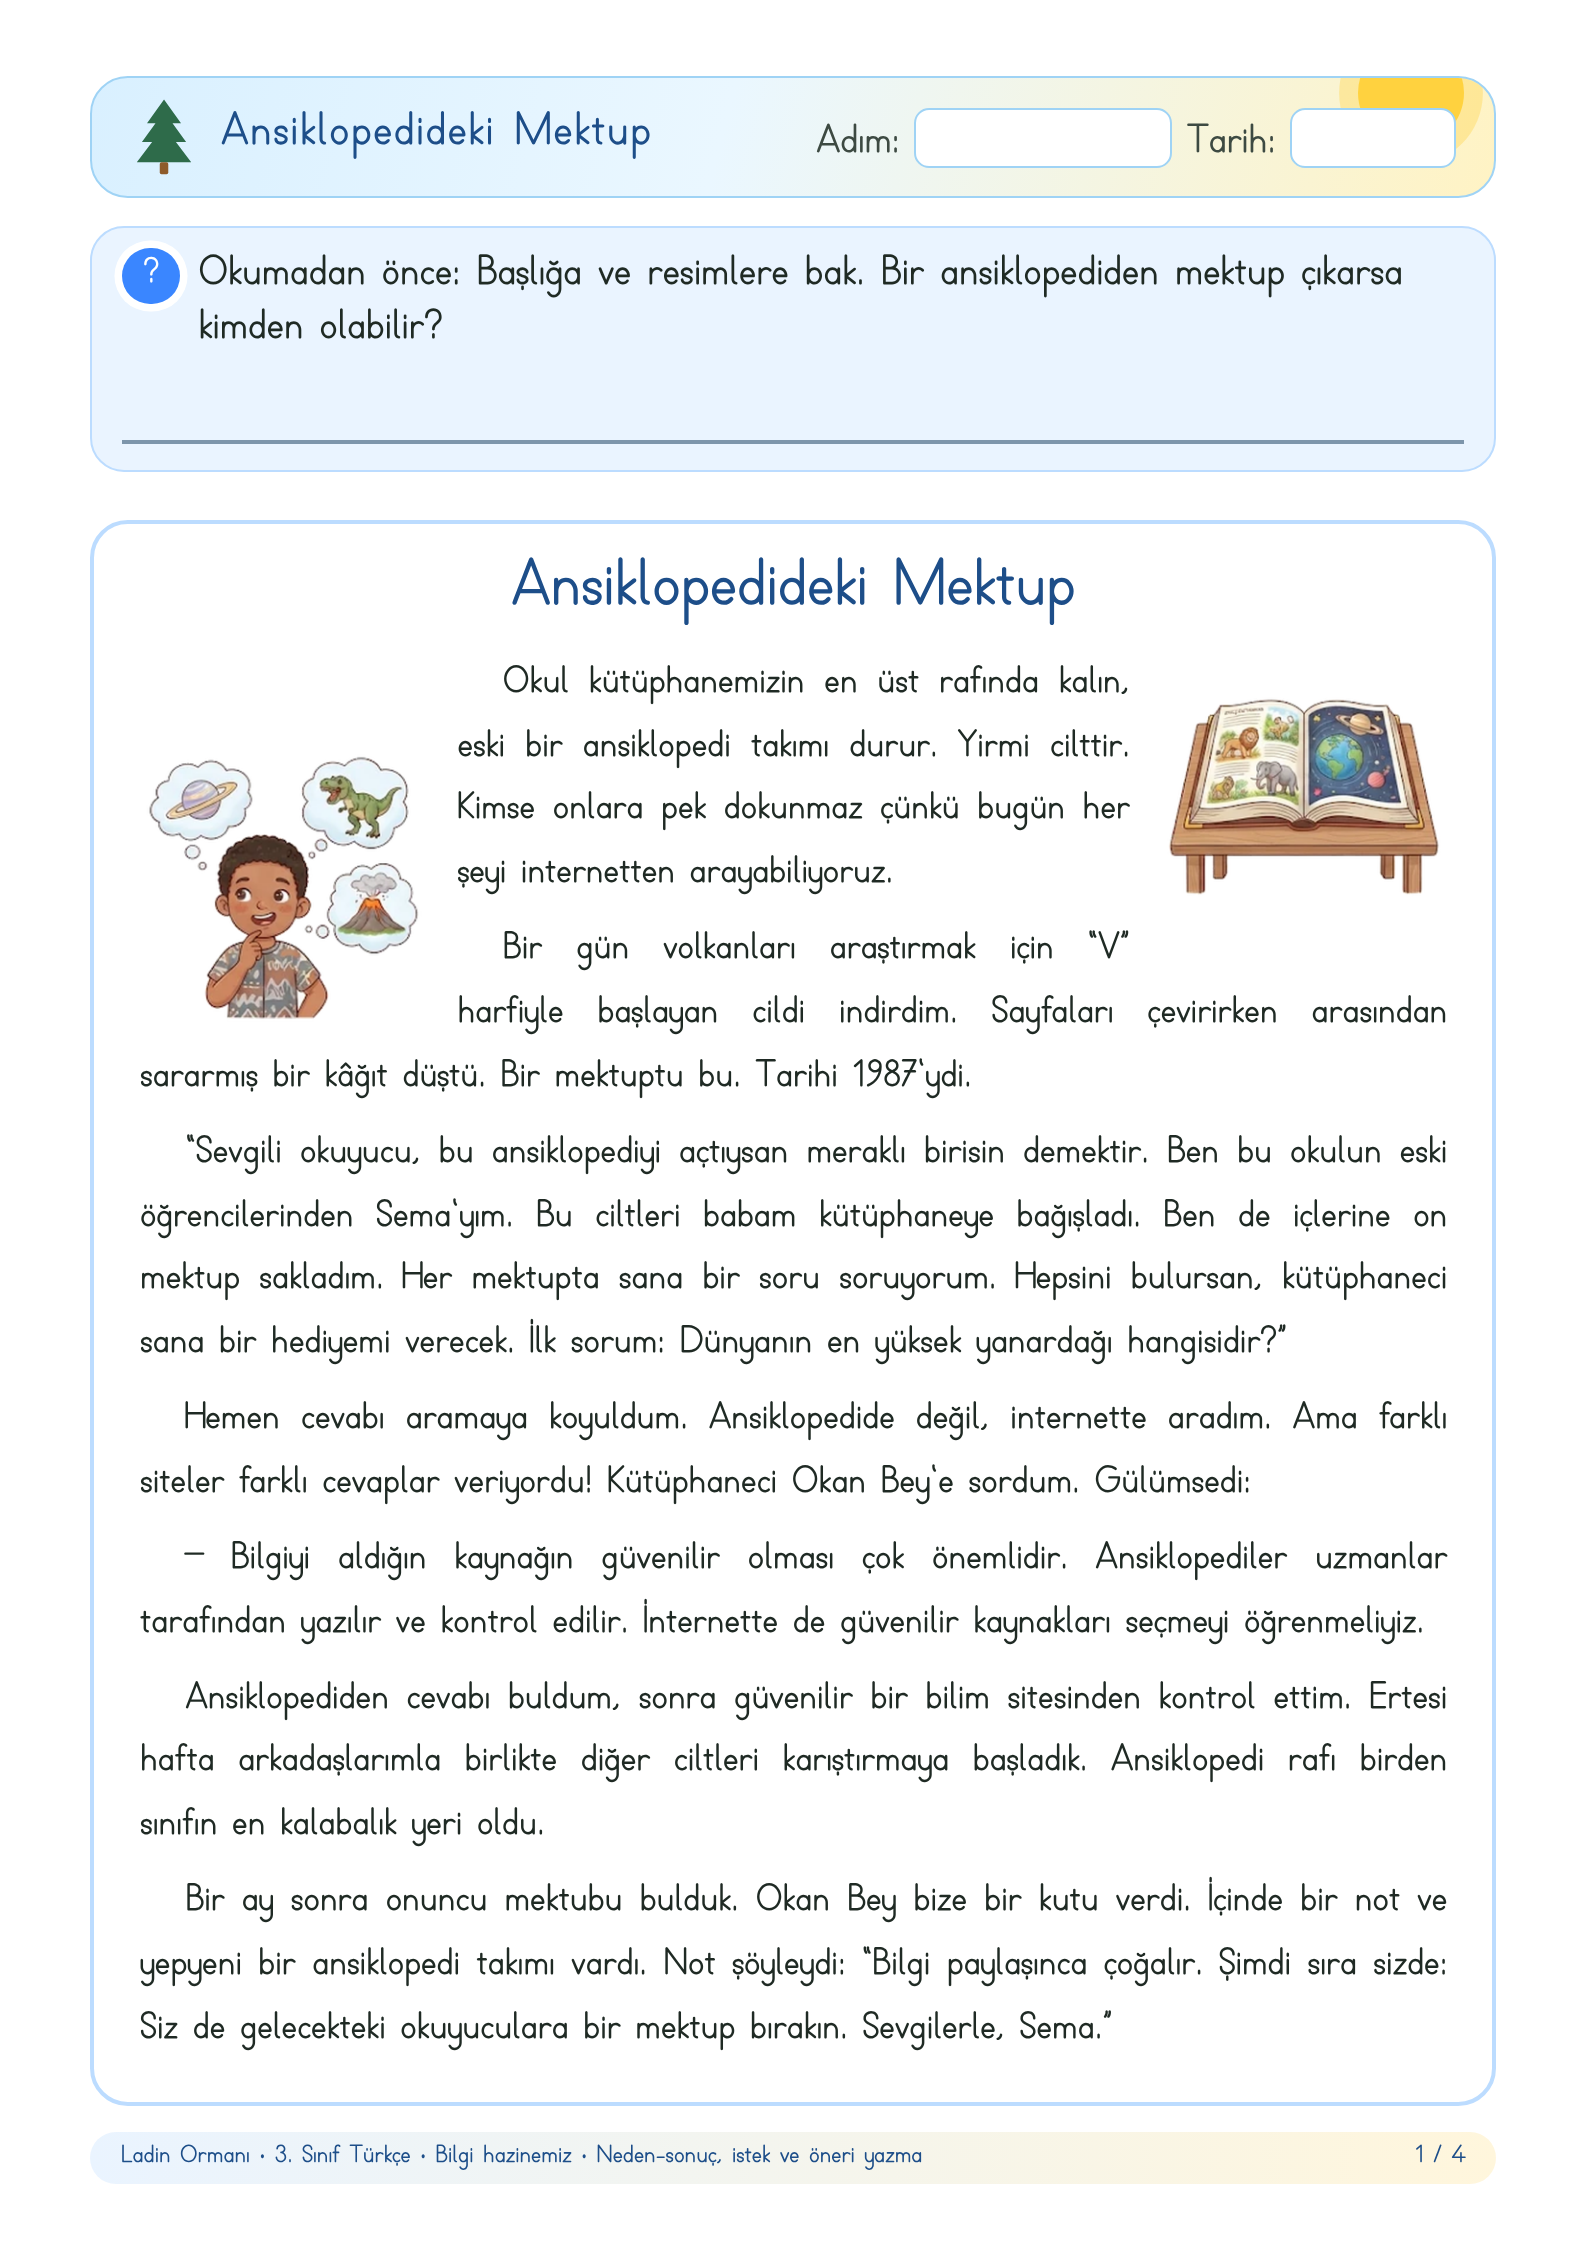 Ansiklopedideki Mektup
Adım:
Tarih:
?
Okumadan önce: Başlığa ve resimlere bak. Bir ansiklopediden mektup çıkarsa
kimden olabilir?
Ansiklopedideki Mektup
Okul kütüphanemizin en üst rafında kalın,
eski bir ansiklopedi takımı durur. Yirmi cilttir.
Kimse onlara pek dokunmaz çünkü bugün her
şeyi internetten arayabiliyoruz.
Bir gün volkanları araştırmak için “V”
harfiyle başlayan cildi indirdim. Sayfaları çevirirken arasından
sararmış bir kâğıt düştü. Bir mektuptu bu. Tarihi 1987‘ydi.
“Sevgili okuyucu, bu ansiklopediyi açtıysan meraklı birisin demektir. Ben bu okulun eski
öğrencilerinden Sema‘yım. Bu ciltleri babam kütüphaneye bağışladı. Ben de içlerine on
mektup sakladım. Her mektupta sana bir soru soruyorum. Hepsini bulursan, kütüphaneci
sana bir hediyemi verecek. İlk sorum: Dünyanın en yüksek yanardağı hangisidir?”
Hemen cevabı aramaya koyuldum. Ansiklopedide değil, internette aradım. Ama farklı
siteler farklı cevaplar veriyordu! Kütüphaneci Okan Bey‘e sordum. Gülümsedi:
– Bilgiyi aldığın kaynağın güvenilir olması çok önemlidir. Ansiklopediler uzmanlar
tarafından yazılır ve kontrol edilir. İnternette de güvenilir kaynakları seçmeyi öğrenmeliyiz.
Ansiklopediden cevabı buldum, sonra güvenilir bir bilim sitesinden kontrol ettim. Ertesi
hafta arkadaşlarımla birlikte diğer ciltleri karıştırmaya başladık. Ansiklopedi rafı birden
sınıfın en kalabalık yeri oldu.
Bir ay sonra onuncu mektubu bulduk. Okan Bey bize bir kutu verdi. İçinde bir not ve
yepyeni bir ansiklopedi takımı vardı. Not şöyleydi: “Bilgi paylaşınca çoğalır. Şimdi sıra sizde:
Siz de gelecekteki okuyuculara bir mektup bırakın. Sevgilerle, Sema.”
Ladin Ormanı • 3. Sınıf Türkçe • Bilgi hazinemiz • Neden-sonuç, istek ve öneri yazma
1 / 4